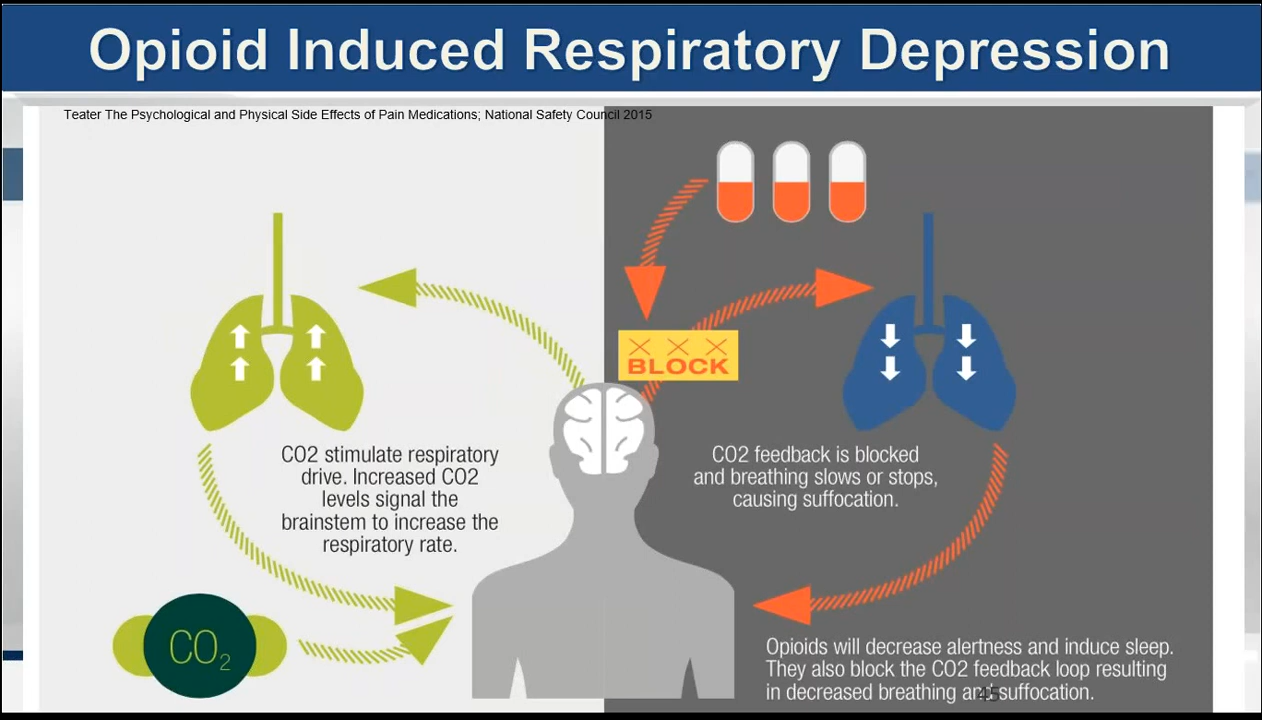 Opioid Induced Respiratory Depression
Teater The Psychological and Physical Side Effects of Pain Medications; National Safety Council 2015
BLOCK
CO2 stimulate respiratory
drive. Increased CO2
levels signal the
brainstem to increase the
respiratory rate.
CO2 feedback is blocked
and breathing slows or stops,
causing suffocation.
CO₂
Opioids will decrease alertness and induce sleep.
They also block the CO2 feedback loop resulting
in decreased breathing and suffocation.
45